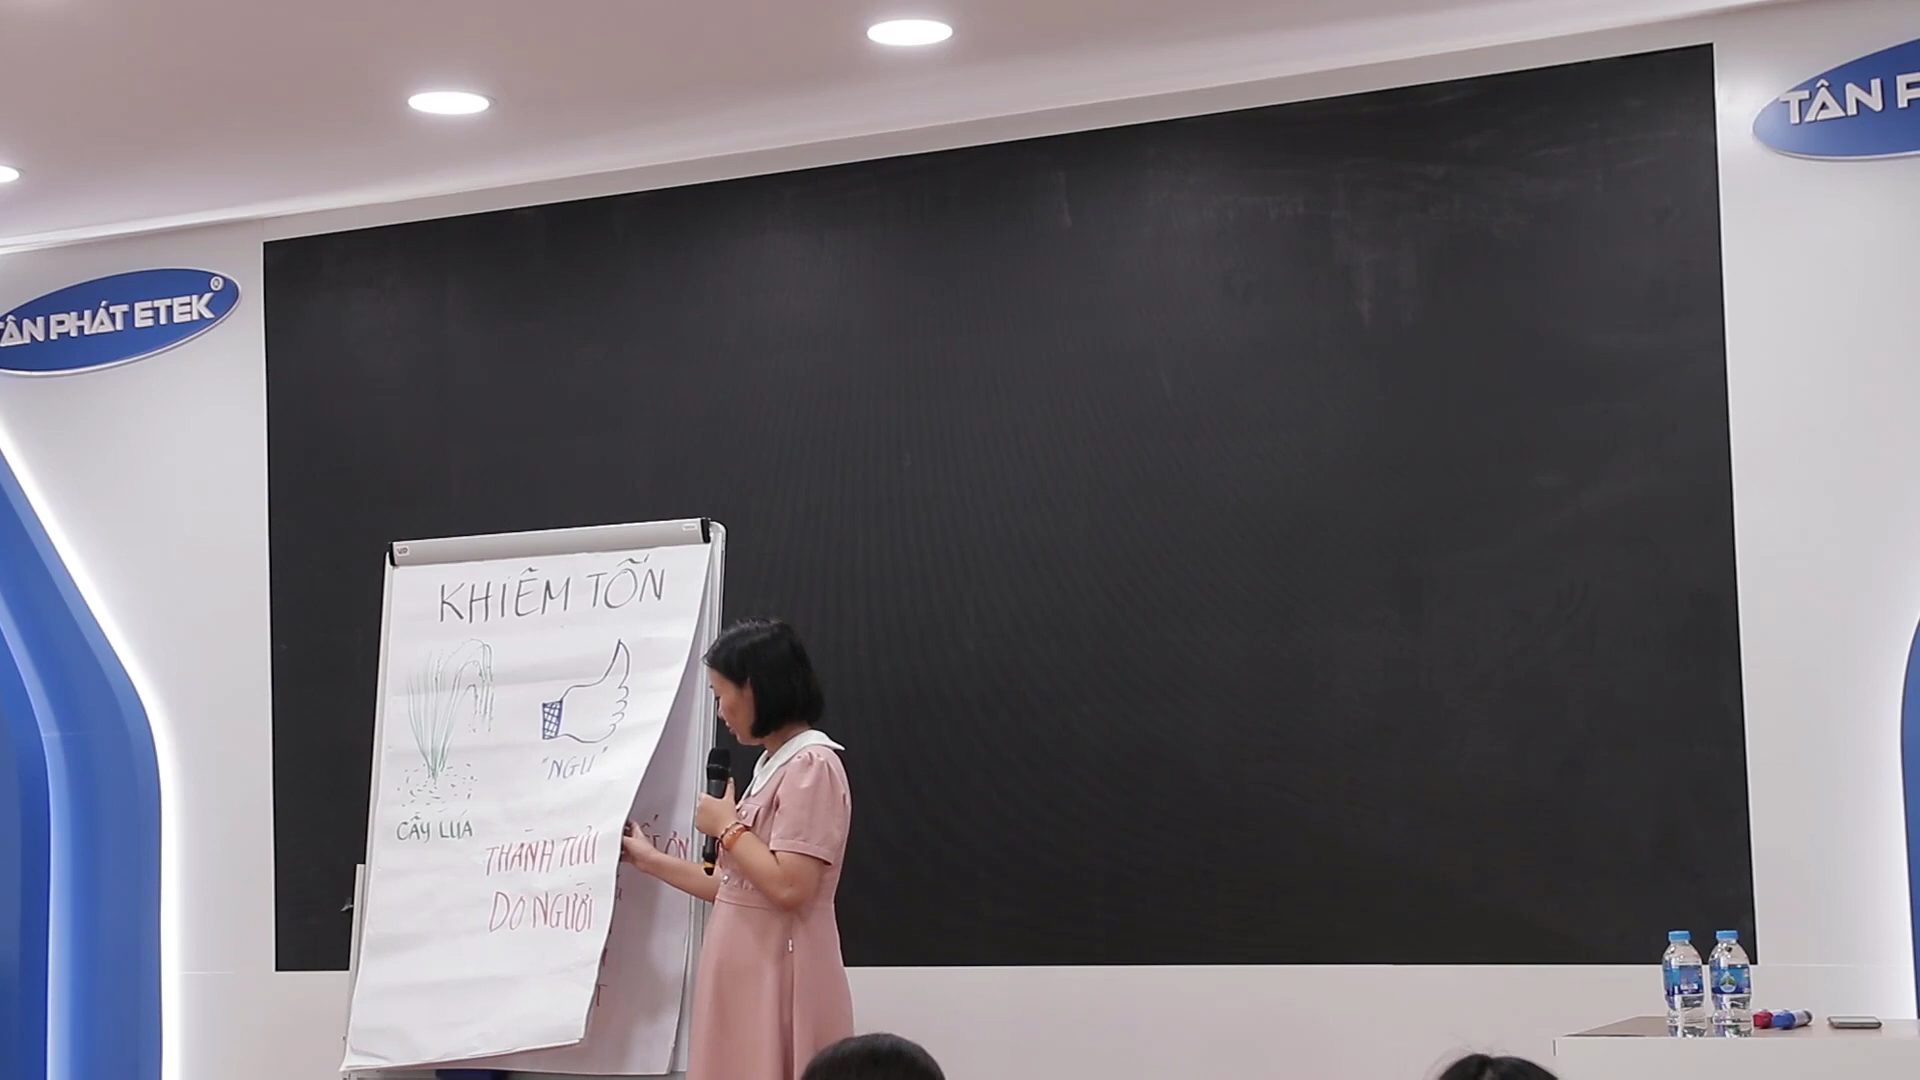 TÂN P
TÂN PHÁT ETEK®
KHIÊM TỐN
"NGU"
CÂY LÚA
THÀNH TỰU
DO NGƯỜI